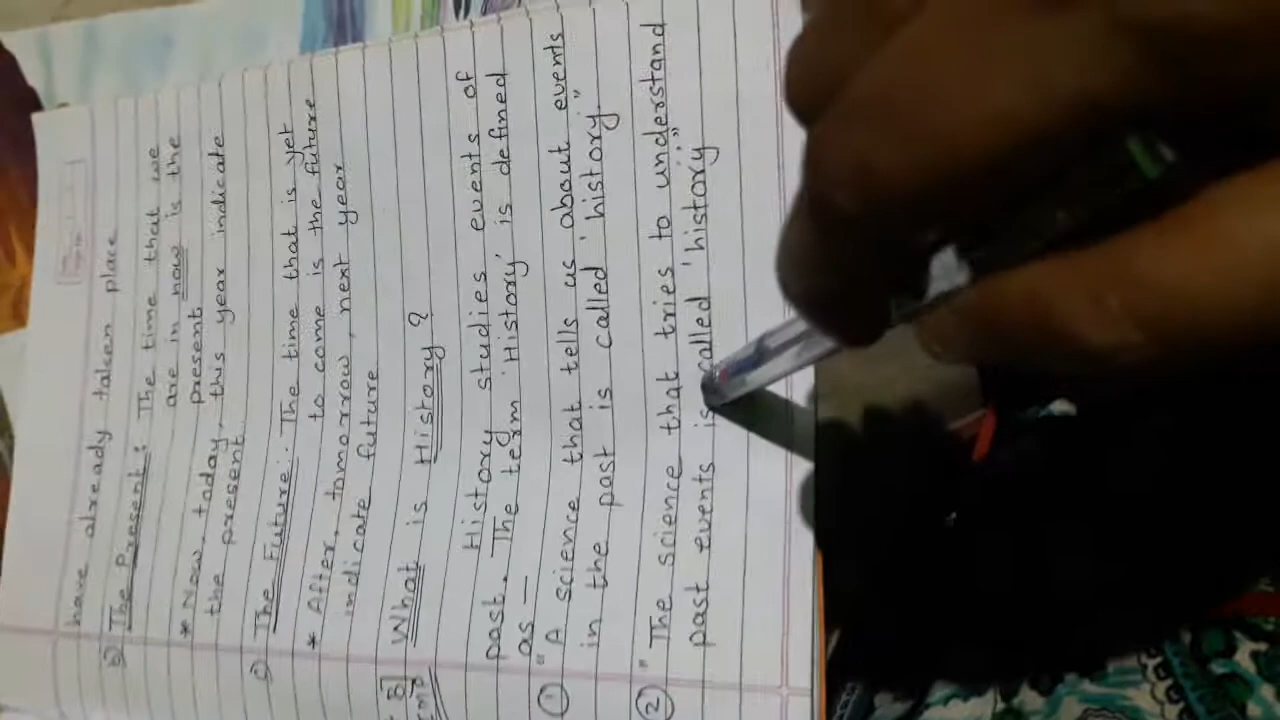 have already taken place
b) The Present : The time that we
are in now is the
present
* Now, today, this year indicate
the present.
c) The Future :- The time that is yet
to come is the future
* After, tomorrow, next year
indicate future
B What is History ?
History studies events of
past. The term 'History' is defined
as —
① "A science that tells us about events
in the past is called 'history'."
② "The science that tries to understand
past events is called 'history'."